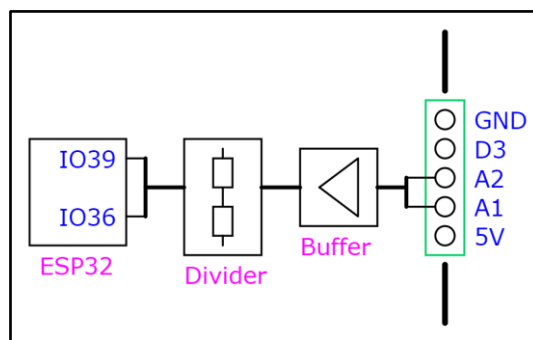 GND
D3
A2
A1
5V
Buffer
Divider
IO39
IO36
ESP32